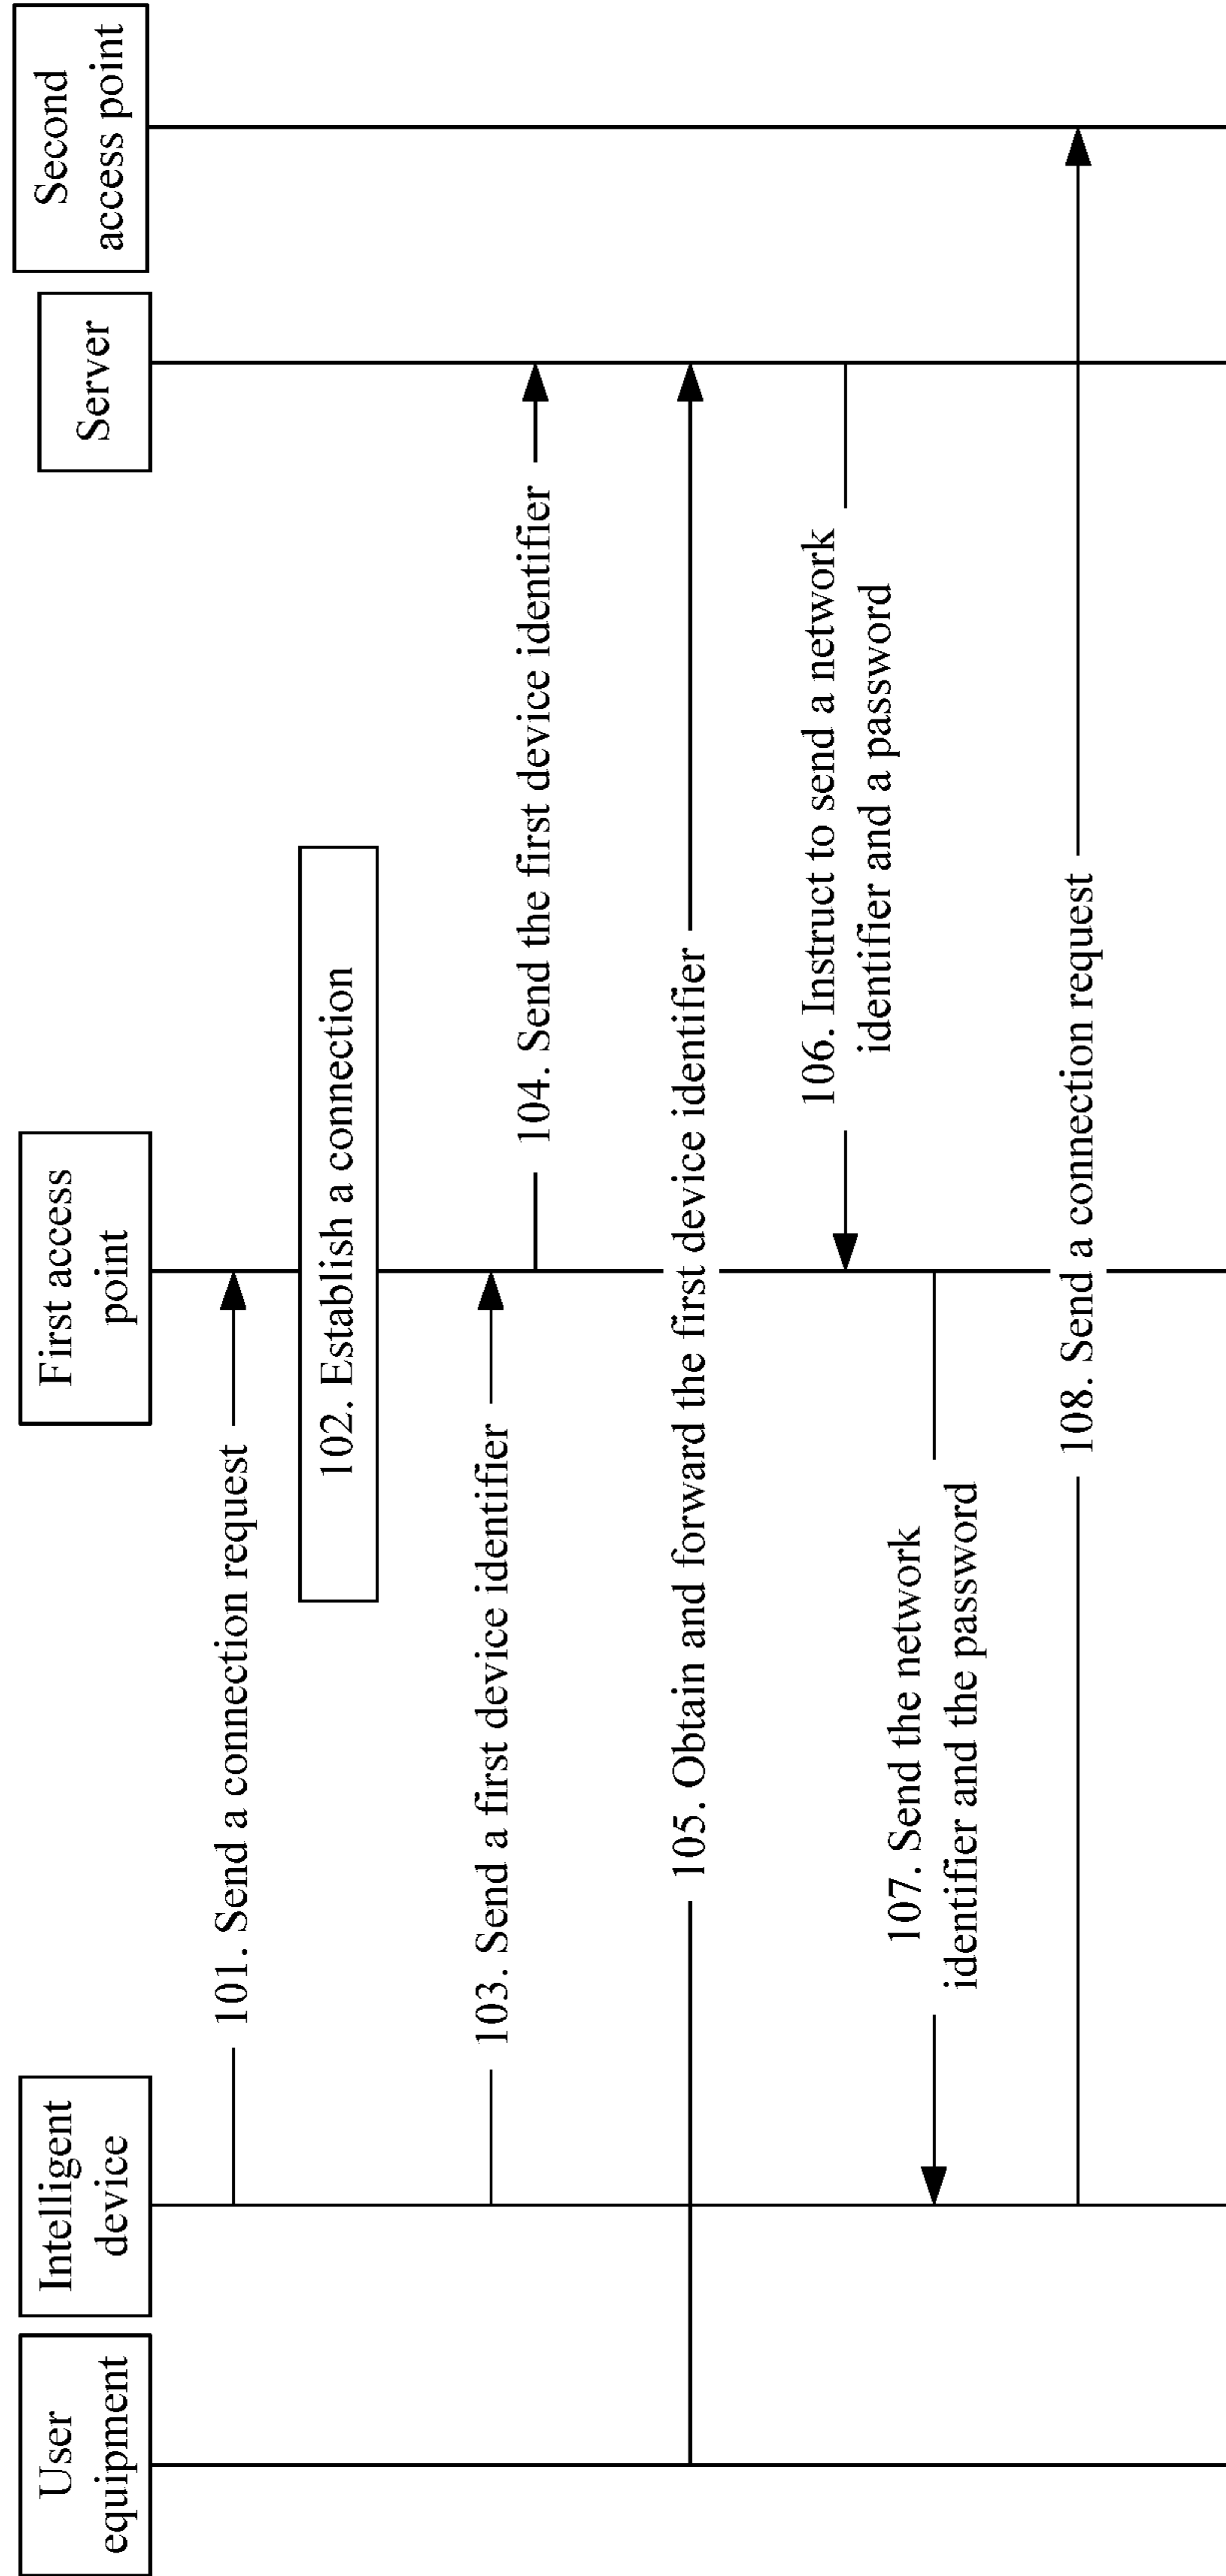 User
equipment
Intelligent
device
First access
point
Server
Second
access point
101. Send a connection request
102. Establish a connection
103. Send a first device identifier
104. Send the first device identifier
105. Obtain and forward the first device identifier
106. Instruct to send a network
identifier and a password
107. Send the network
identifier and the password
108. Send a connection request